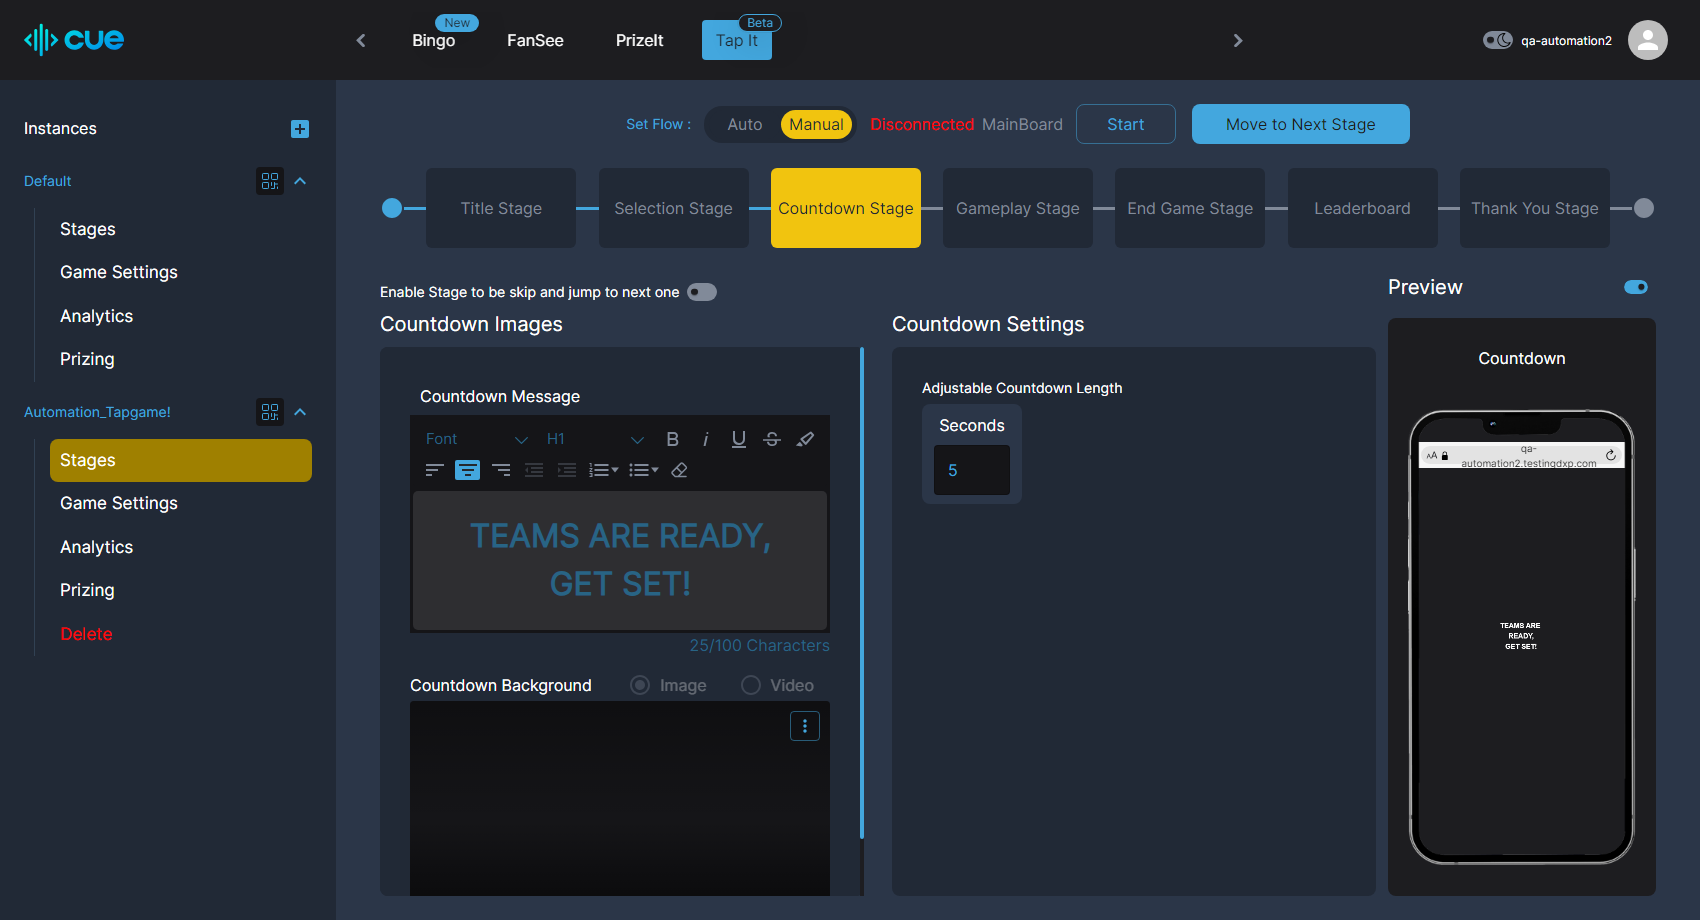 cue
New
Bingo
FanSee
PrizeIt
Beta
Tap It
qa-automation2
Instances
Default
Stages
Game Settings
Analytics
Prizing
Automation_Tapgame!
Stages
Game Settings
Analytics
Prizing
Delete
Set Flow :
Auto
Manual
Disconnected MainBoard
Start
Move to Next Stage
Title Stage
Selection Stage
Countdown Stage
Gameplay Stage
End Game Stage
Leaderboard
Thank You Stage
Enable Stage to be skip and jump to next one
Countdown Images
Countdown Message
Font
H1
B
i
U
S
TEAMS ARE READY,
GET SET!
25/100 Characters
Countdown Background
Image
Video
Countdown Settings
Adjustable Countdown Length
Seconds
5
Preview
Countdown
AA
qa-
automation2.testingdxp.com
TEAMS ARE
READY,
GET SET!